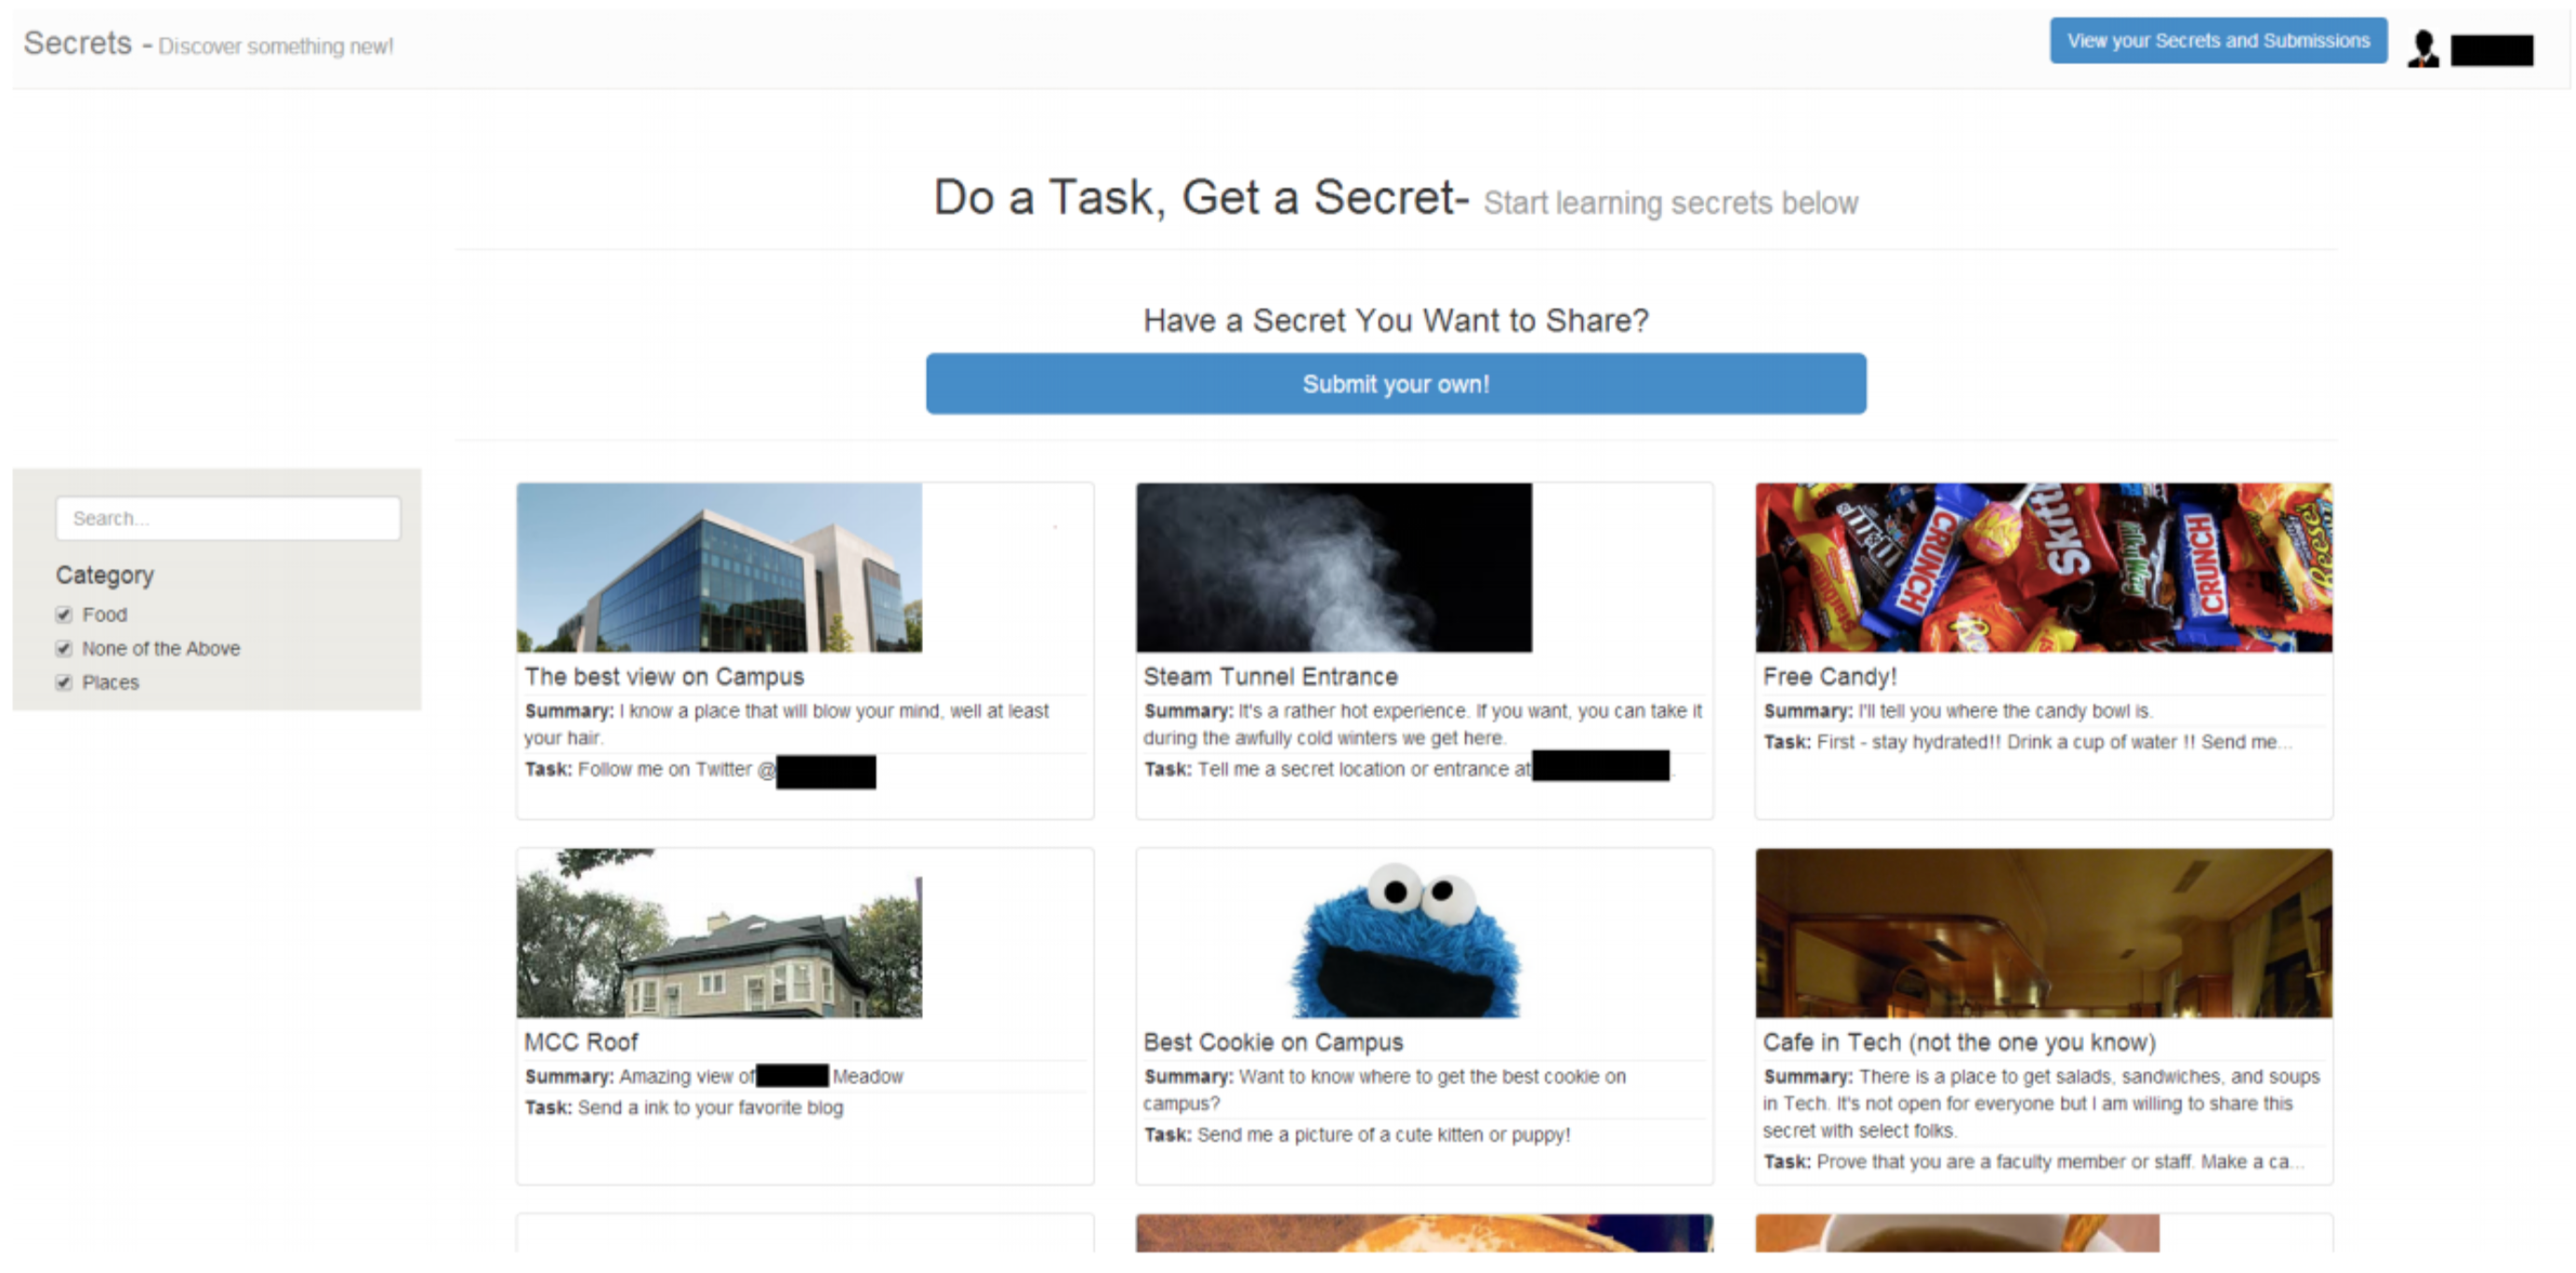 Secrets - Discover something new!
View your Secrets and Submissions
Do a Task, Get a Secret- Start learning secrets below
Have a Secret You Want to Share?
Submit your own!
Search...
Category
Food
None of the Above
Places
The best view on Campus
Summary: I know a place that will blow your mind, well at least
your hair.
Task: Follow me on Twitter @
Steam Tunnel Entrance
Summary: It's a rather hot experience. If you want, you can take it
during the awfully cold winters we get here.
Task: Tell me a secret location or entrance at
CRUNCH
Skitt
MilkyWay
CRUNCH
Reeses
Free Candy!
Summary: I'll tell you where the candy bowl is.
Task: First - stay hydrated!! Drink a cup of water !! Send me...
MCC Roof
Summary: Amazing view of Meadow
Task: Send a ink to your favorite blog
Best Cookie on Campus
Summary: Want to know where to get the best cookie on
campus?
Task: Send me a picture of a cute kitten or puppy!
Cafe in Tech (not the one you know)
Summary: There is a place to get salads, sandwiches, and soups
in Tech. It's not open for everyone but I am willing to share this
secret with select folks.
Task: Prove that you are a faculty member or staff. Make a ca...